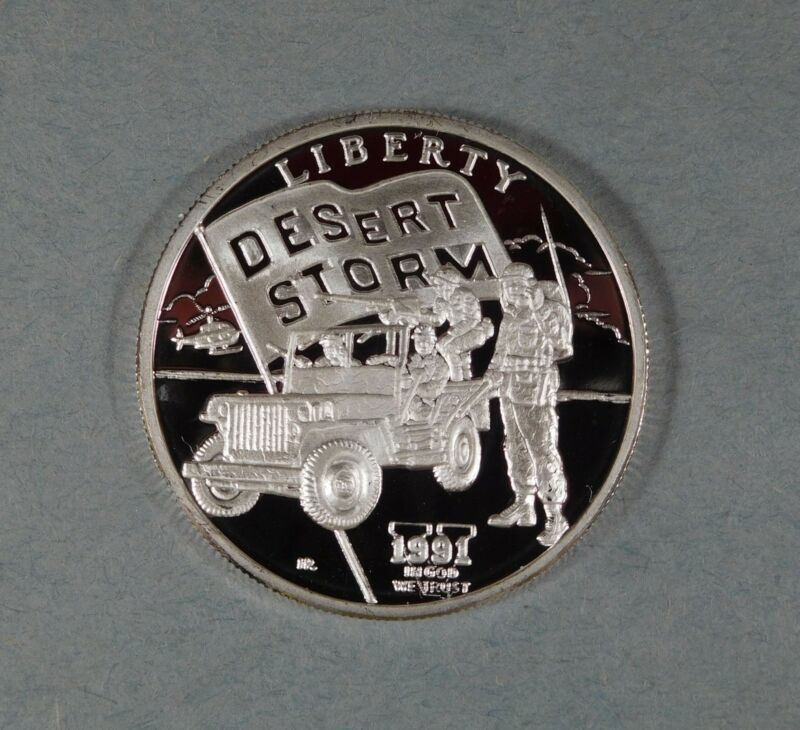 LIBERTY
DESERT
STORM
1991
IN GOD
WE TRUST